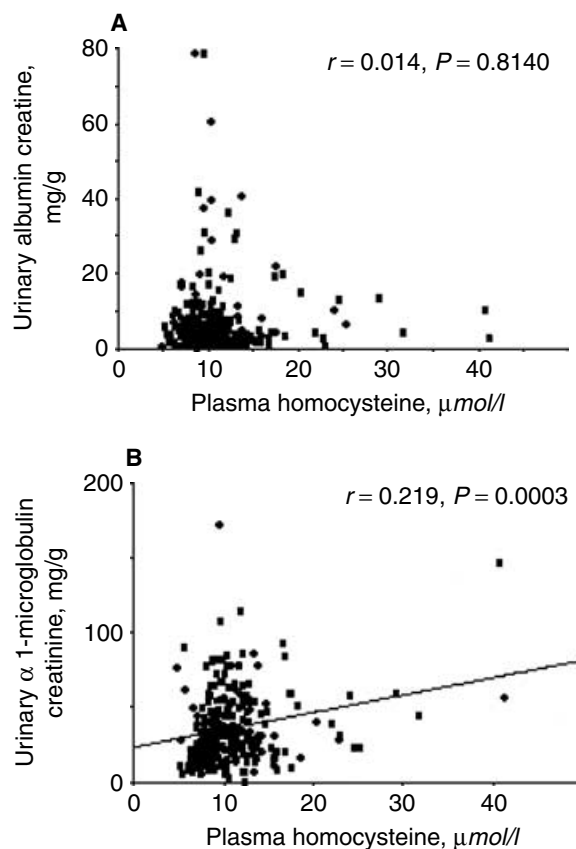 A
r = 0.014, P = 0.8140
Urinary albumin creatine,
mg/g
80
60
40
20
0
0 10 20 30 40
Plasma homocysteine, μmol/l
B
r = 0.219, P = 0.0003
Urinary α 1-microglobulin
creatinine, mg/g
200
100
0
0 10 20 30 40
Plasma homocysteine, μmol/l